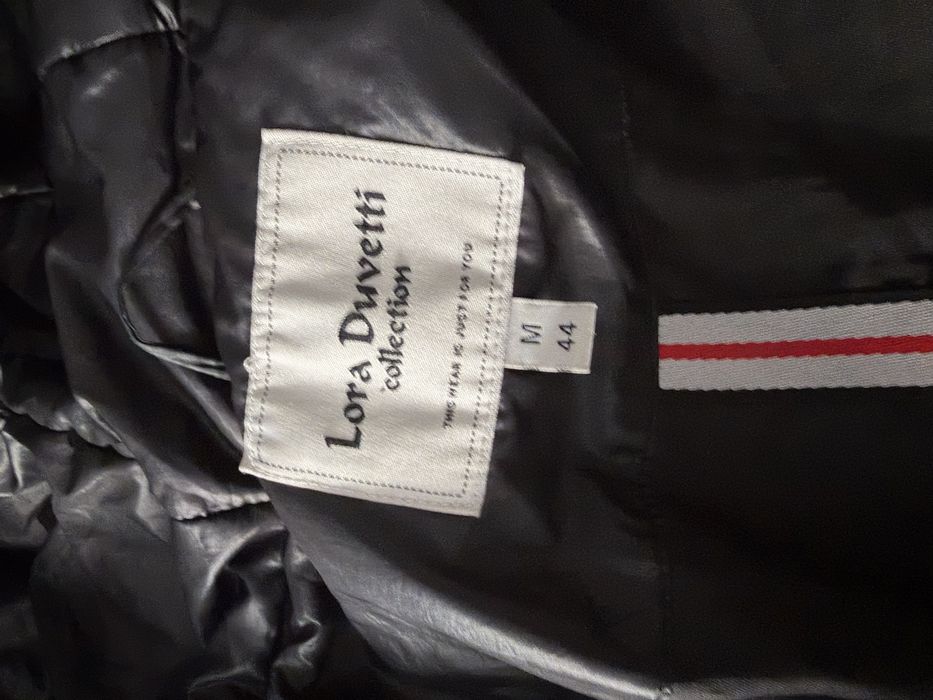 Lora Duvetti
collection
THIS WEAR IS JUST FOR YOU
M
44